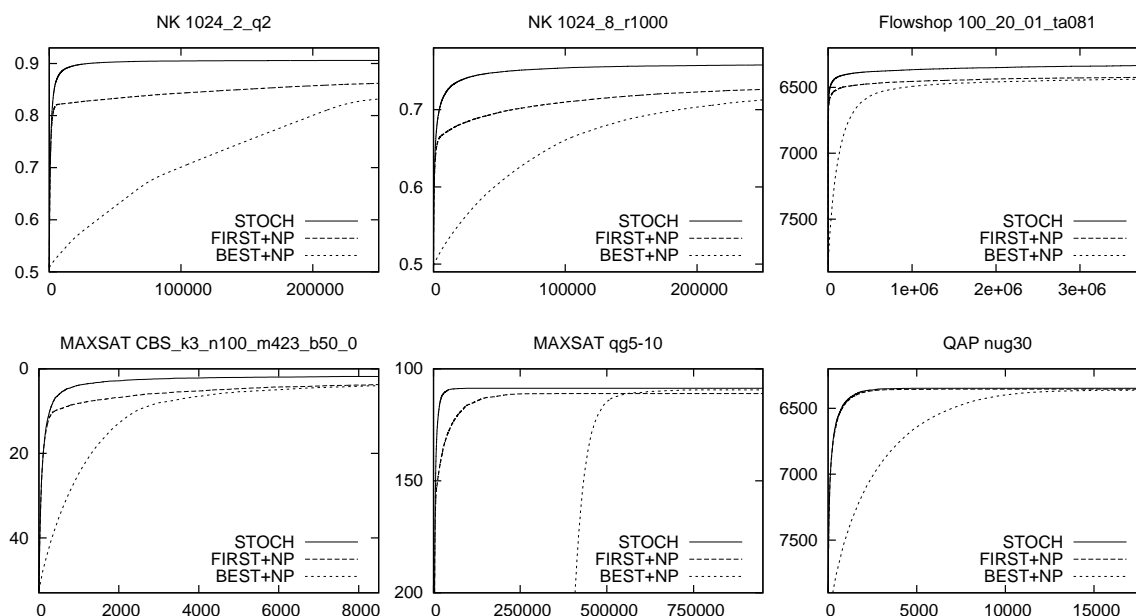 NK 1024_2_q2
0.9
0.8
0.7
0.6
0.5
0
100000
200000
STOCH
FIRST+NP
BEST+NP
NK 1024_8_r1000
0.7
0.6
0.5
0
100000
200000
STOCH
FIRST+NP
BEST+NP
Flowshop 100_20_01_ta081
6500
7000
7500
0
1e+06
2e+06
3e+06
STOCH
FIRST+NP
BEST+NP
MAXSAT CBS_k3_n100_m423_b50_0
0
20
40
0
2000
4000
6000
8000
STOCH
FIRST+NP
BEST+NP
MAXSAT qg5-10
100
150
200
0
250000
500000
750000
STOCH
FIRST+NP
BEST+NP
QAP nug30
6500
7000
7500
0
5000
10000
15000
STOCH
FIRST+NP
BEST+NP